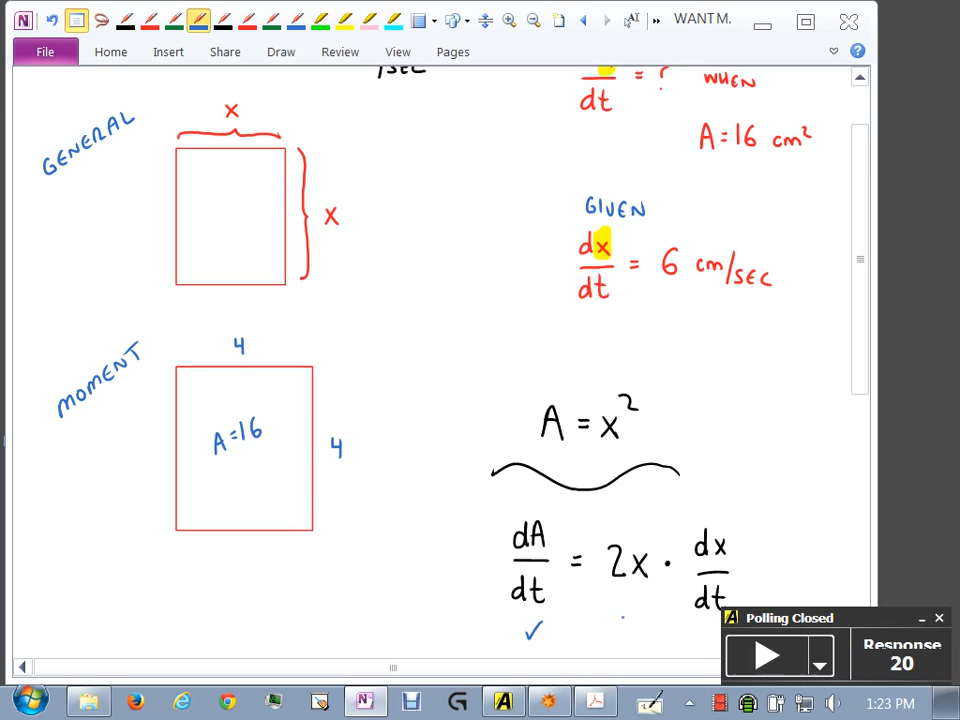 WANT M.
File Home Insert Share Draw Review View Pages
/SEC
dt = ? WHEN
A = 16 cm²
GENERAL
x
x
GIVEN
dx/dt = 6 cm/SEC
MOMENT
4
A=16
4
A = x²
dA/dt = 2x · dx/dt
✓
Polling Closed
Response
20
1:23 PM